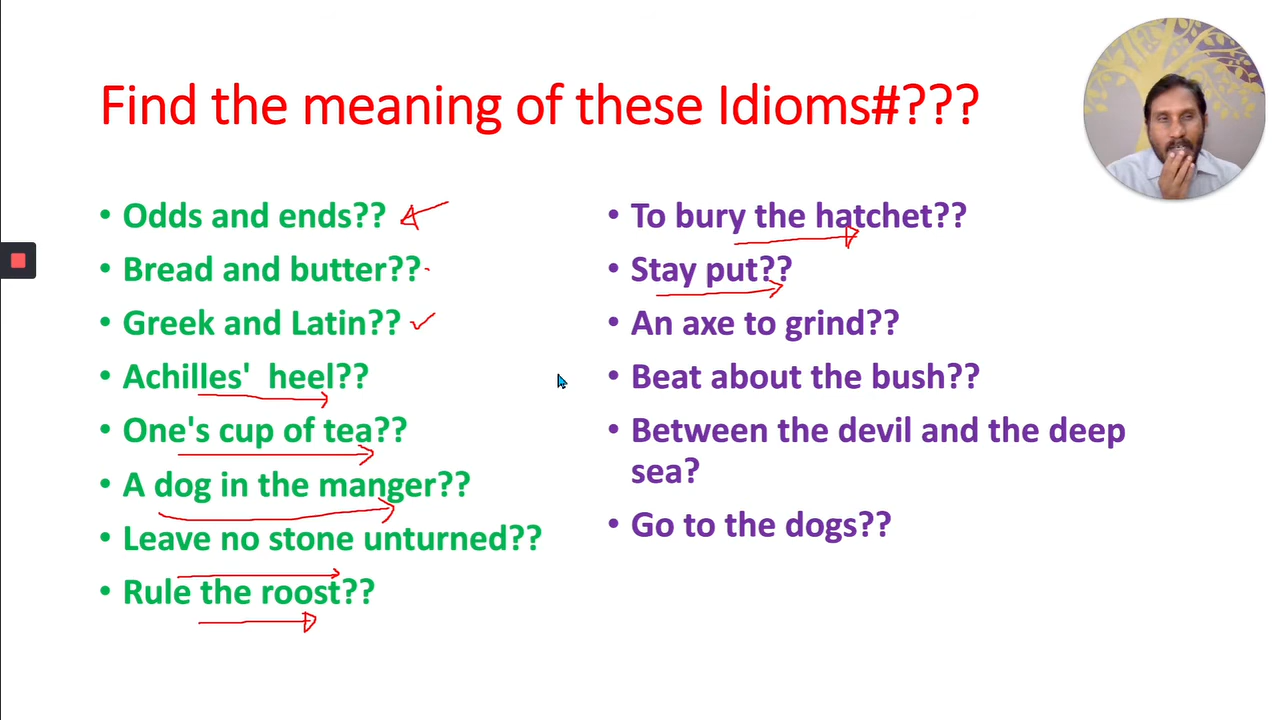 Find the meaning of these Idioms#???
• Odds and ends??
• Bread and butter??
• Greek and Latin??
• Achilles'  heel??
• One's cup of tea??
• A dog in the manger??
• Leave no stone unturned??
• Rule the roost??
• To bury the hatchet??
• Stay put??
• An axe to grind??
• Beat about the bush??
• Between the devil and the deep
sea?
• Go to the dogs??